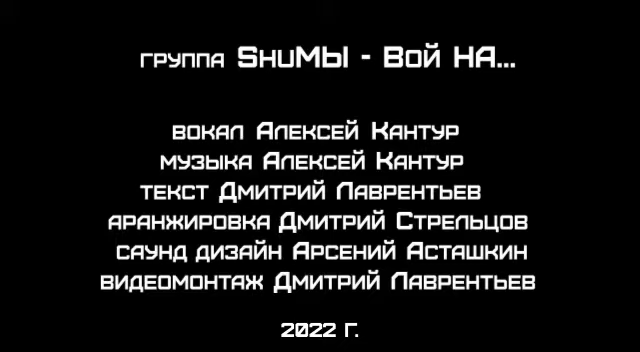 группа ShuМЫ - Вой НА...
вокал Алексей Кантур
музыка Алексей Кантур
текст Дмитрий Лаврентьев
аранжировка Дмитрий Стрельцов
саунд дизайн Арсений Асташкин
видеомонтаж Дмитрий Лаврентьев
2022 г.